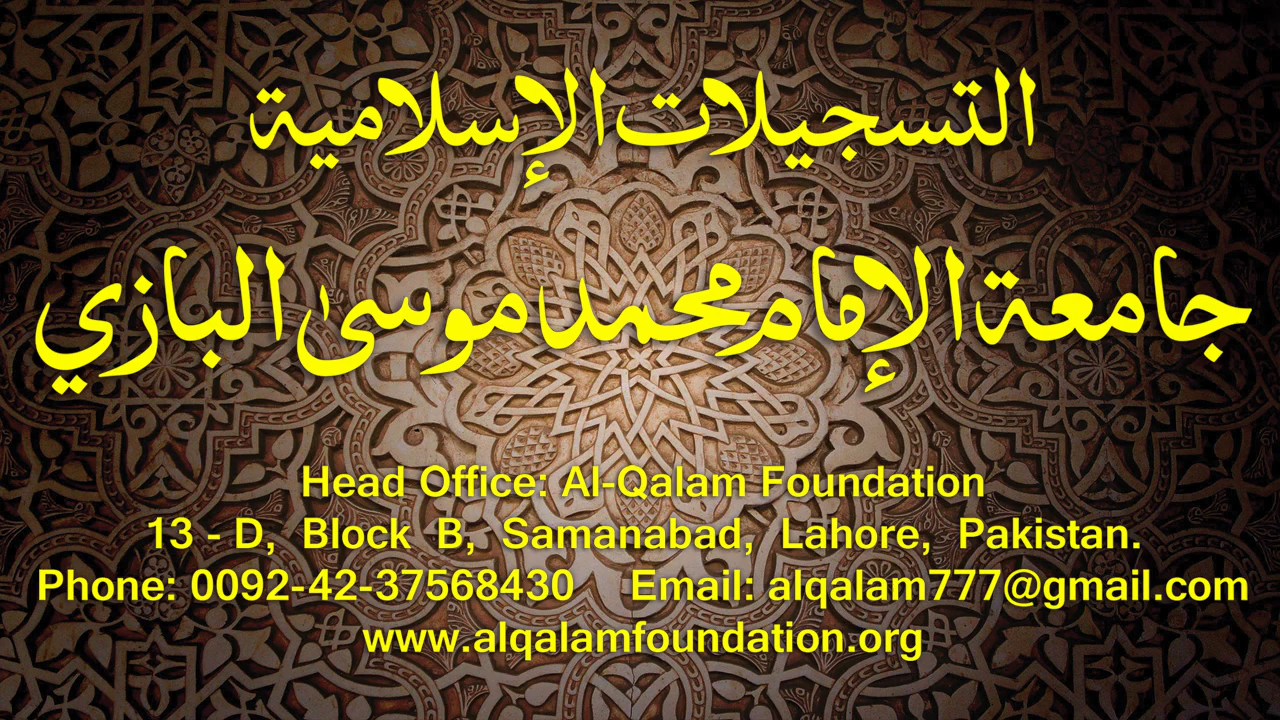 التسجيلات الإسلامية
جامعة الإمام محمد موسى البازي
Head Office: Al-Qalam Foundation
13 - D, Block B, Samanabad, Lahore, Pakistan.
Phone: 0092-42-37568430 Email: alqalam777@gmail.com
www.alqalamfoundation.org